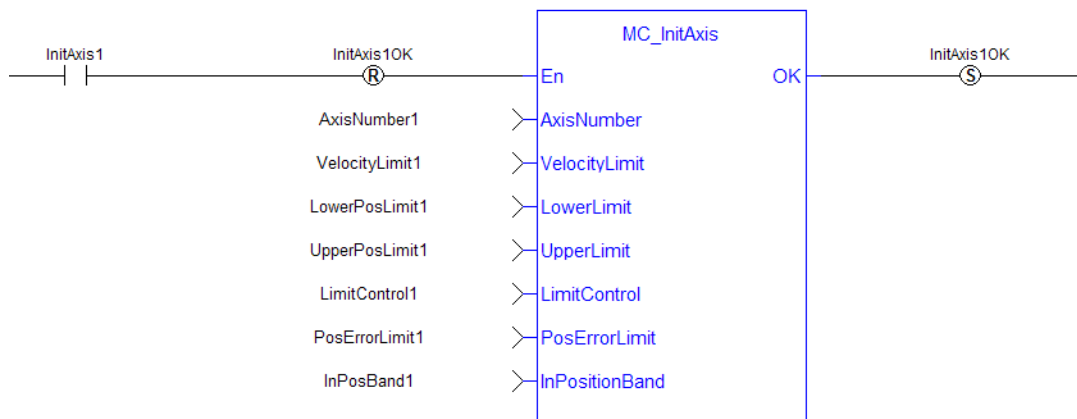 MC_InitAxis
InitAxis1 InitAxis1OK InitAxis1OK
R En OK S
AxisNumber1 AxisNumber
VelocityLimit1 VelocityLimit
LowerPosLimit1 LowerLimit
UpperPosLimit1 UpperLimit
LimitControl1 LimitControl
PosErrorLimit1 PosErrorLimit
InPosBand1 InPositionBand